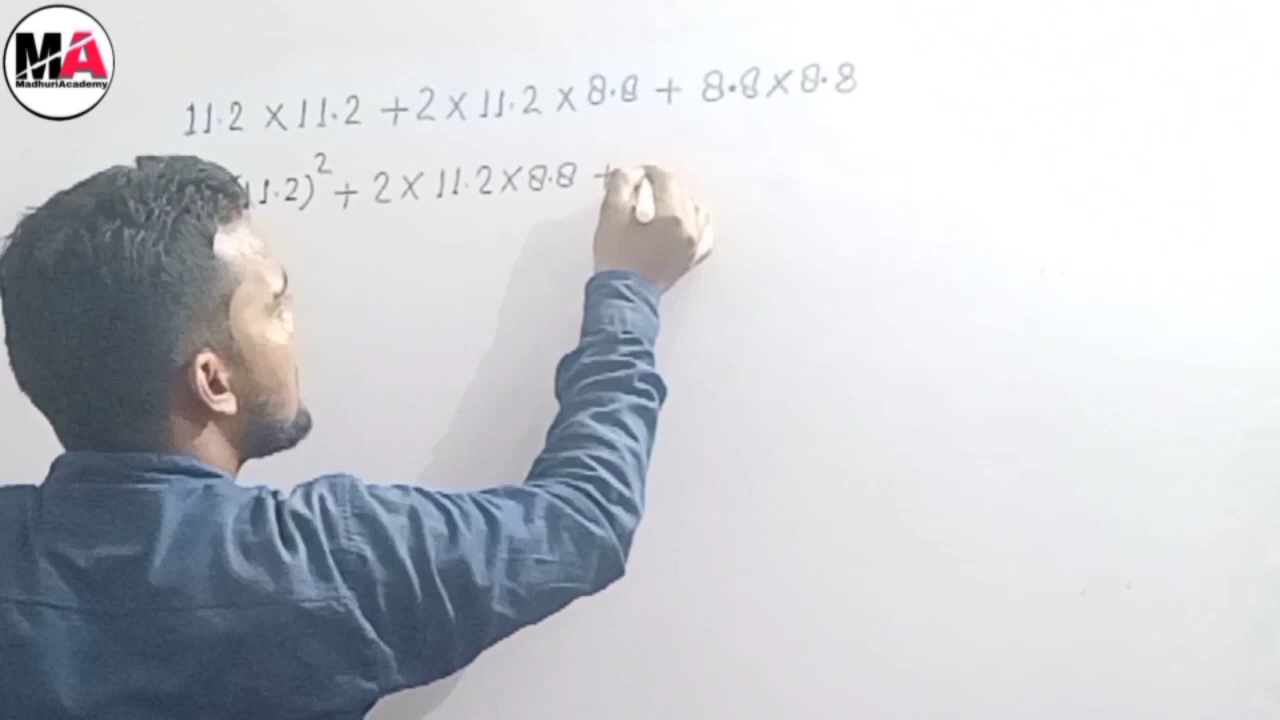 MA
MadhuriAcademy
11.2 × 11.2 + 2 × 11.2 × 8.8 + 8.8 × 8.8
(11.2)² + 2 × 11.2 × 8.8 +